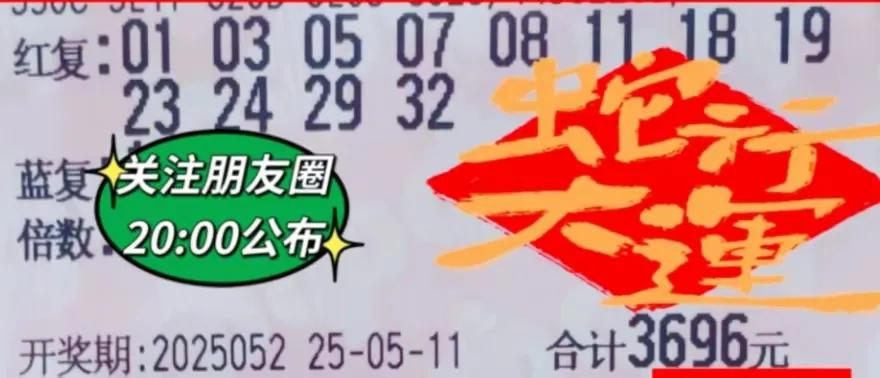 红复:01 03 05 07 08 11 18 19
23 24 29 32
蓝复:
倍数:
关注朋友圈
20:00公布
蛇行
大運
开奖期:2025052 25-05-11
合计3696元